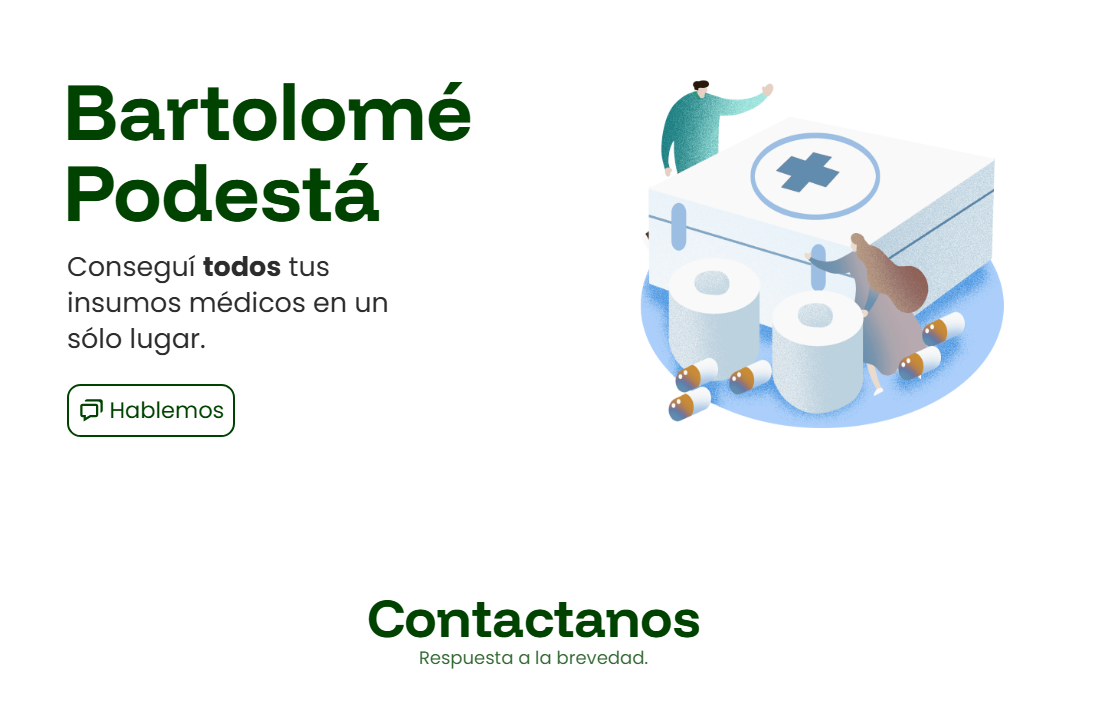 Bartolomé
Podestá
Conseguí todos tus
insumos médicos en un
sólo lugar.
Hablemos
Contactanos
Respuesta a la brevedad.